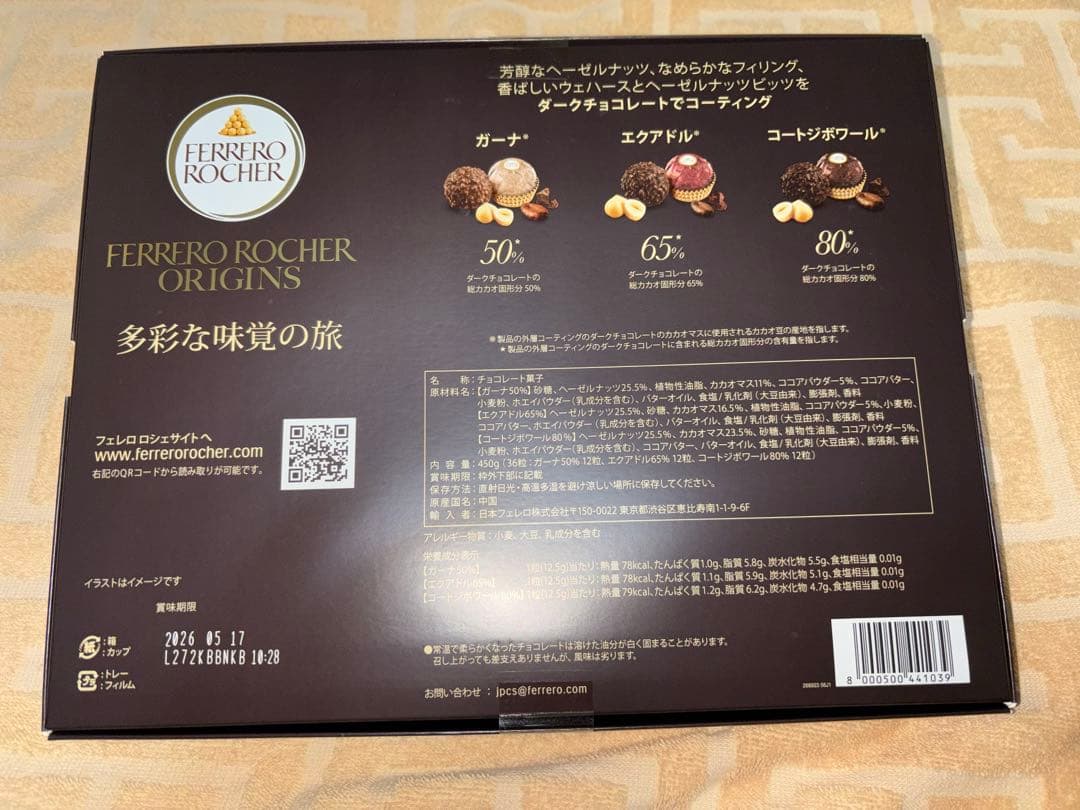 FERRERO
ROCHER
FERRERO ROCHER
ORIGINS
多彩な味覚の旅
フェレロ ロシェサイトへ
www.ferrerorocher.com
右記のQRコードから読み取りが可能です。
イラストはイメージです
賞味期限
2026 05 17
L272KBBNKB 10:28
紙
:箱
:カップ
プラ
:トレー
:フィルム
芳醇なヘーゼルナッツ、なめらかなフィリング、
香ばしいウェハースとヘーゼルナッツビッツを
ダークチョコレートでコーティング
ガーナ※ エクアドル※ コートジボワール※
50%★ 65%★ 80%★
ダークチョコレートの ダークチョコレートの ダークチョコレートの
総カカオ固形分 50% 総カカオ固形分 65% 総カカオ固形分 80%
※製品の外層コーティングのダークチョコレートのカカオマスに使用されるカカオ豆の産地を指します。
★製品の外層コーティングのダークチョコレートに含まれる総カカオ固形分の含有量を指します。
名 称:チョコレート菓子
原材料名:【ガーナ50%】砂糖、ヘーゼルナッツ25.5%、植物性油脂、カカオマス11%、ココアパウダー5%、ココアバター、
小麦粉、ホエイパウダー(乳成分を含む)、バターオイル、食塩/乳化剤(大豆由来)、膨張剤、香料
【エクアドル65%】ヘーゼルナッツ25.5%、砂糖、カカオマス16.5%、植物性油脂、ココアパウダー5%、小麦粉、
ココアバター、ホエイパウダー(乳成分を含む)、バターオイル、食塩/乳化剤(大豆由来)、膨張剤、香料
【コートジボワール80%】ヘーゼルナッツ25.5%、カカオマス23.5%、砂糖、植物性油脂、ココアパウダー5%、
小麦粉、ホエイパウダー(乳成分を含む)、ココアバター、バターオイル、食塩/乳化剤(大豆由来)、膨張剤、香料
内 容 量:450g (36粒:ガーナ50% 12粒、エクアドル65% 12粒、コートジボワール80% 12粒)
賞味期限:枠外下部に記載
保存方法:直射日光・高温多湿を避け涼しい場所に保存してください。
原産国名:中国
輸 入 者:日本フェレロ株式会社〒150-0022 東京都渋谷区恵比寿南1-1-9-6F
アレルギー物質:小麦、大豆、乳成分を含む
栄養成分表示
【ガーナ50%】 1粒(12.5g)当たり:熱量 78kcal、たんぱく質1.0g、脂質 5.8g、炭水化物 5.5g、食塩相当量 0.01g
【エクアドル65%】 1粒(12.5g)当たり:熱量 78kcal、たんぱく質1.1g、脂質 5.9g、炭水化物 5.1g、食塩相当量 0.01g
【コートジボワール80%】1粒(12.5g)当たり:熱量 79kcal、たんぱく質1.2g、脂質 6.2g、炭水化物 4.7g、食塩相当量 0.01g
●常温で柔らかくなったチョコレートは溶けた油分が白く固まることがあります。
召し上がっても差支えありませんが、風味は劣ります。
お問い合わせ : jpcs@ferrero.com
8 000500 441039